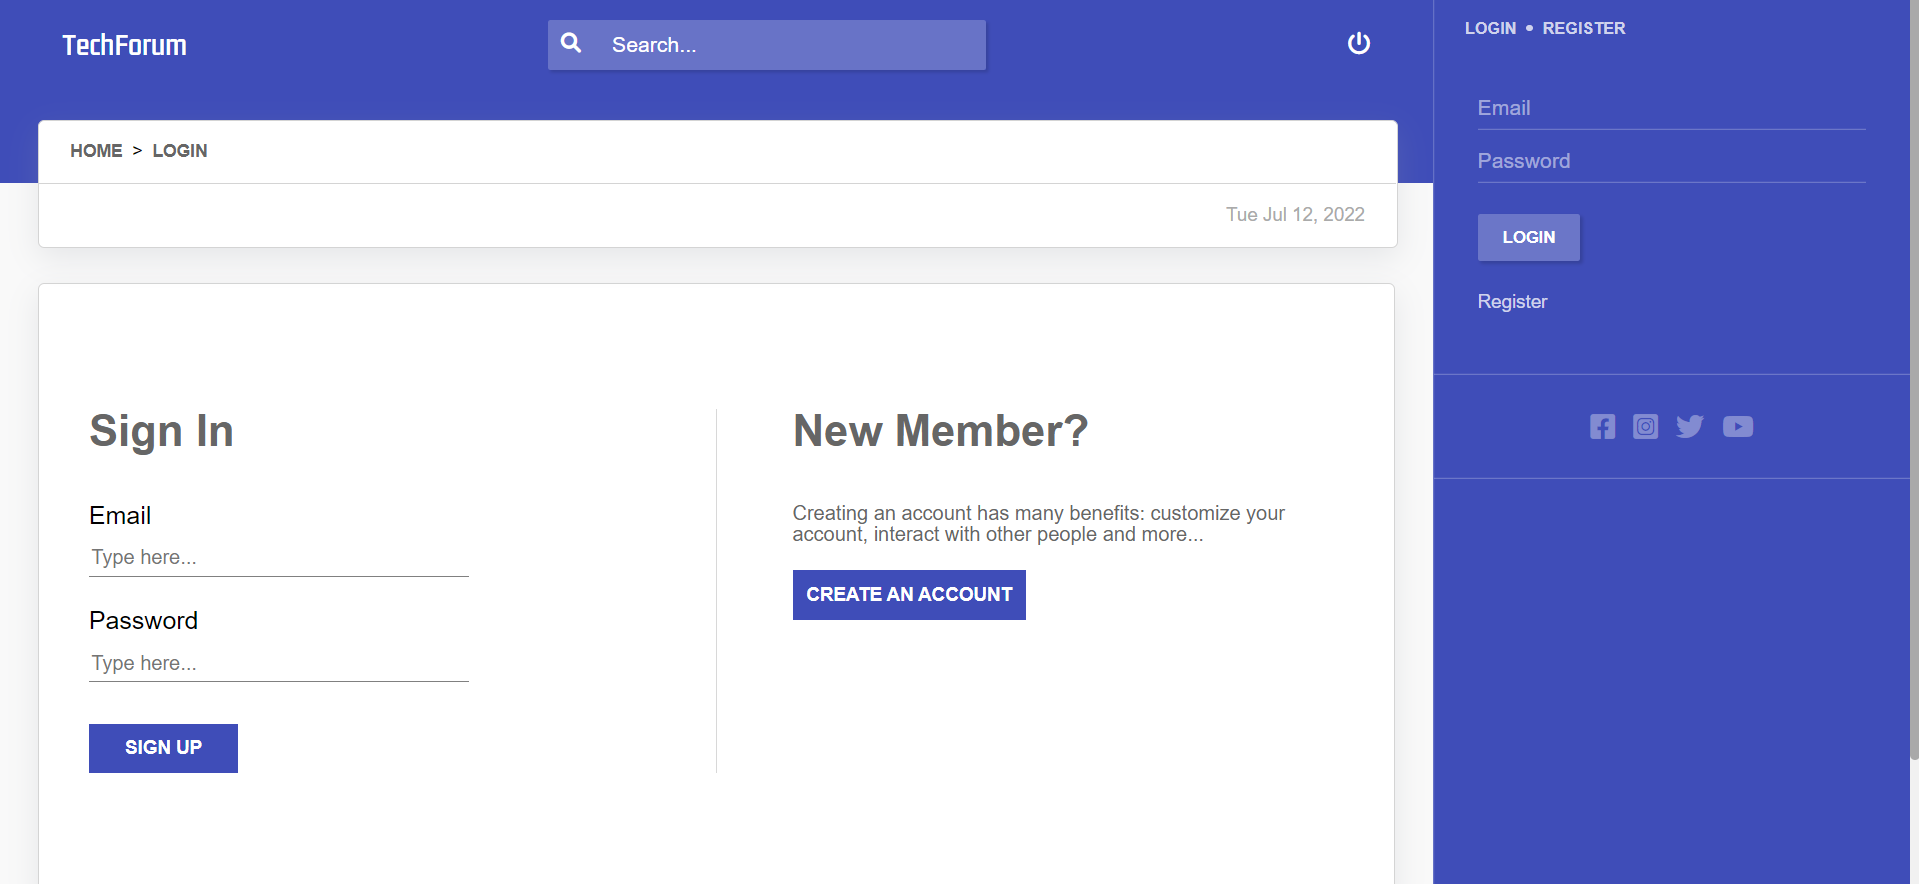 TechForum
Search...
HOME > LOGIN
Tue Jul 12, 2022
Sign In
Email
Type here...
Password
Type here...
SIGN UP
New Member?
Creating an account has many benefits: customize your
account, interact with other people and more...
CREATE AN ACCOUNT
LOGIN • REGISTER
Email
Password
LOGIN
Register